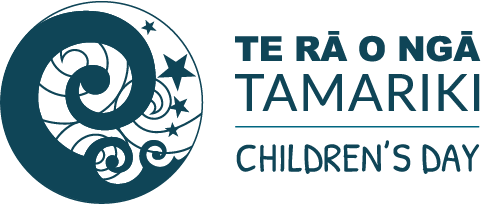 TE RĀ O NGĀ
TAMARIKI
CHILDREN'S DAY